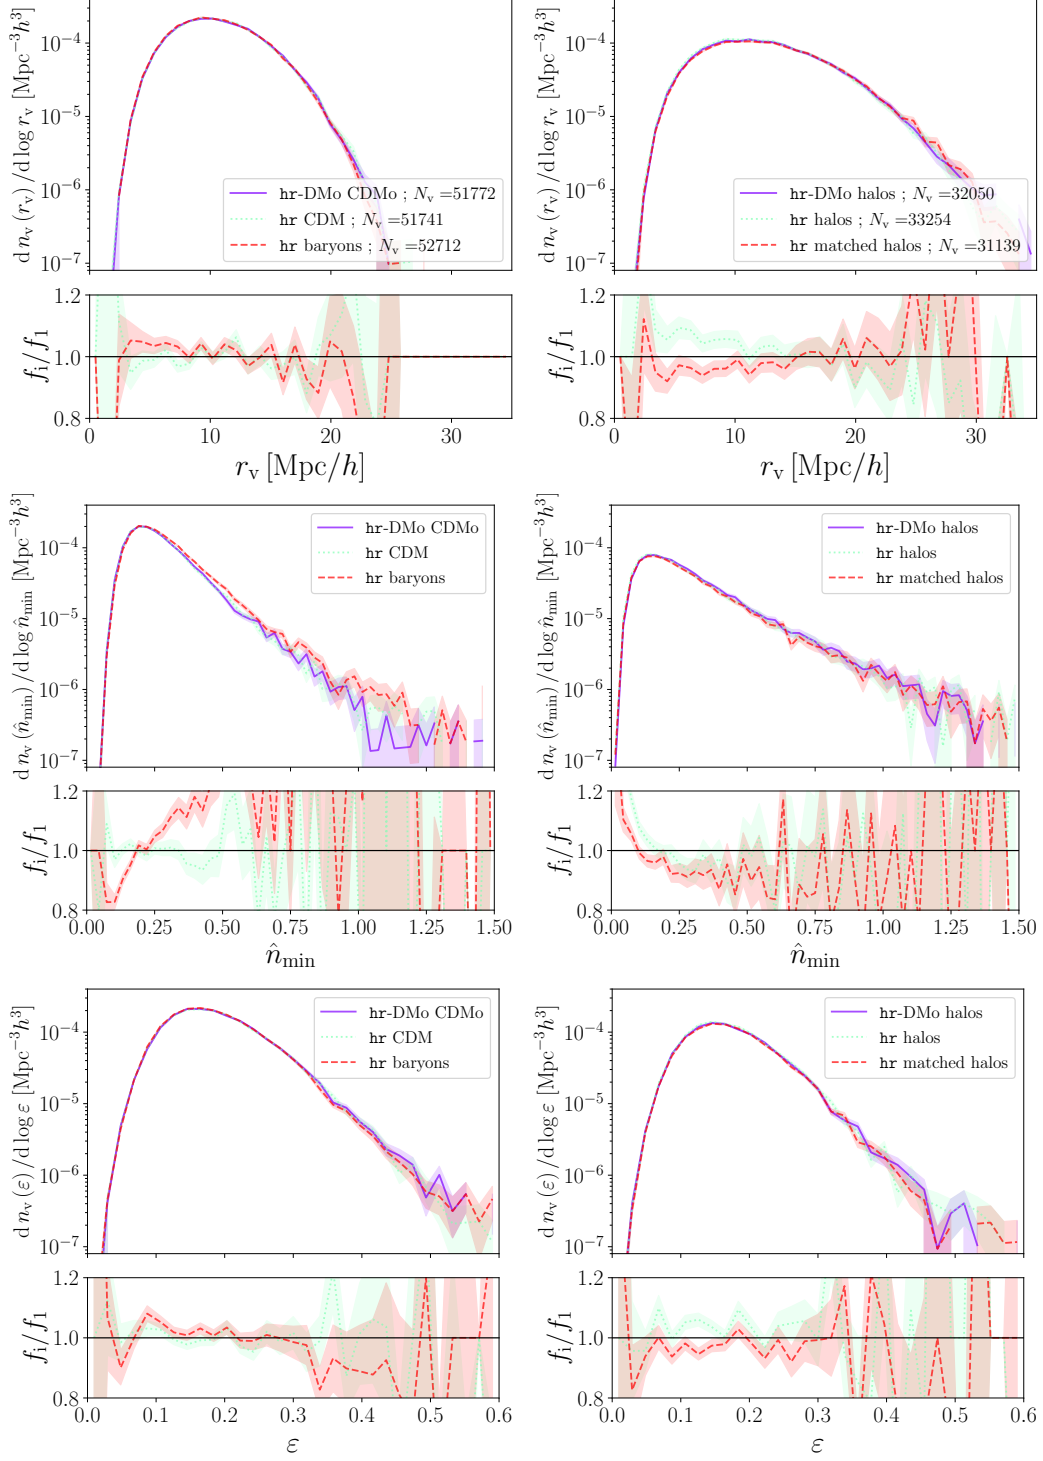 d n_v (r_v) / d log r_v [Mpc⁻³h³]
10⁻⁴
10⁻⁵
10⁻⁶
10⁻⁷
hr-DMo CDMo ; N_v =51772
hr CDM ; N_v =51741
hr baryons ; N_v =52712
f_i/f_1
1.2
1.0
0.8
0 10 20 30
r_v [Mpc/h]
d n_v (r_v) / d log r_v [Mpc⁻³h³]
10⁻⁴
10⁻⁵
10⁻⁶
10⁻⁷
hr-DMo halos ; N_v =32050
hr halos ; N_v =33254
hr matched halos ; N_v =31139
f_i/f_1
1.2
1.0
0.8
0 10 20 30
r_v [Mpc/h]
d n_v (n̂_min) / d log n̂_min [Mpc⁻³h³]
10⁻⁴
10⁻⁵
10⁻⁶
10⁻⁷
hr-DMo CDMo
hr CDM
hr baryons
f_i/f_1
1.2
1.0
0.8
0.00 0.25 0.50 0.75 1.00 1.25 1.50
n̂_min
d n_v (n̂_min) / d log n̂_min [Mpc⁻³h³]
10⁻⁴
10⁻⁵
10⁻⁶
10⁻⁷
hr-DMo halos
hr halos
hr matched halos
f_i/f_1
1.2
1.0
0.8
0.00 0.25 0.50 0.75 1.00 1.25 1.50
n̂_min
d n_v (ε) / d log ε [Mpc⁻³h³]
10⁻⁴
10⁻⁵
10⁻⁶
10⁻⁷
hr-DMo CDMo
hr CDM
hr baryons
f_i/f_1
1.2
1.0
0.8
0.0 0.1 0.2 0.3 0.4 0.5 0.6
ε
d n_v (ε) / d log ε [Mpc⁻³h³]
10⁻⁴
10⁻⁵
10⁻⁶
10⁻⁷
hr-DMo halos
hr halos
hr matched halos
f_i/f_1
1.2
1.0
0.8
0.0 0.1 0.2 0.3 0.4 0.5 0.6
ε